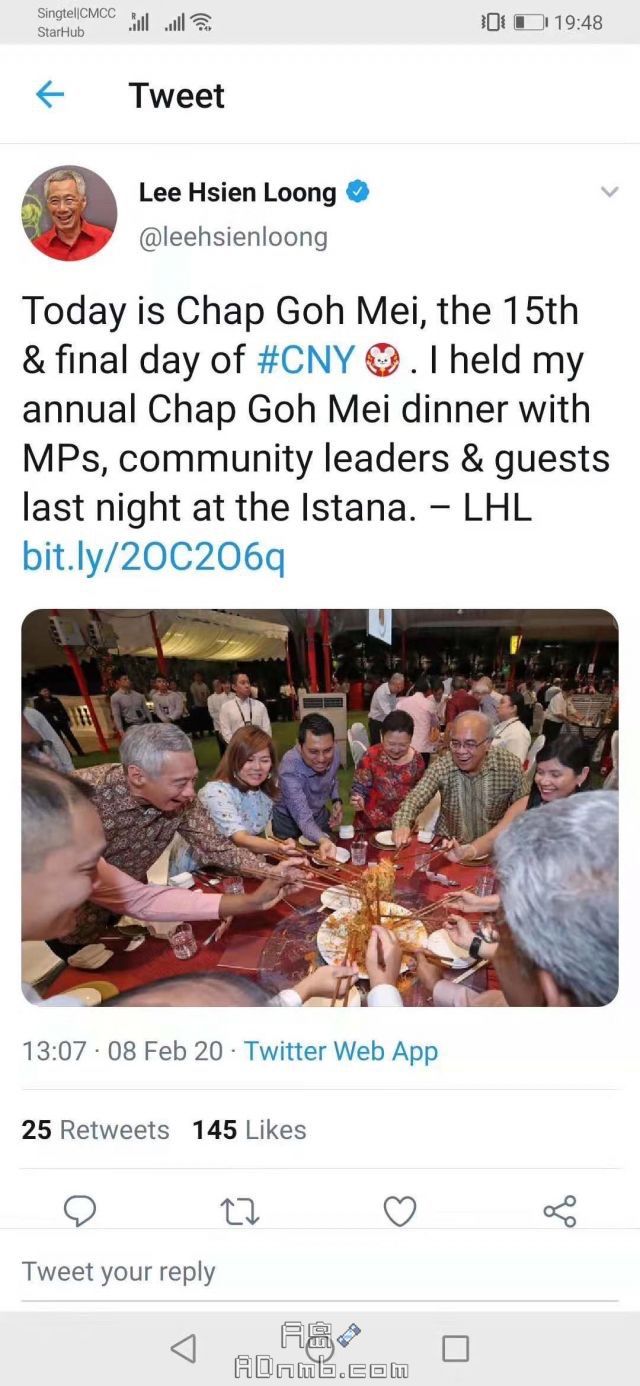 Singtel|CMCC
StarHub
19:48
Tweet
Lee Hsien Loong
@leehsienloong
Today is Chap Goh Mei, the 15th
& final day of #CNY . I held my
annual Chap Goh Mei dinner with
MPs, community leaders & guests
last night at the Istana. – LHL
bit.ly/2OC2O6q
13:07 · 08 Feb 20 · Twitter Web App
25 Retweets 145 Likes
Tweet your reply
A岛
ADnmb.com